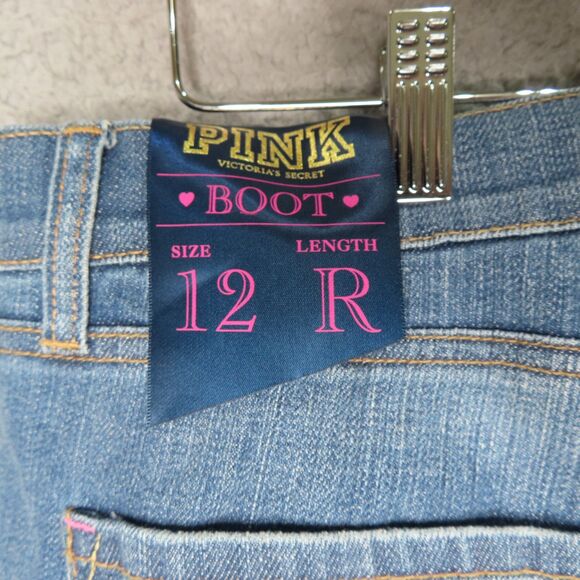 PINK
VICTORIA'S SECRET
BOOT
SIZE LENGTH
12 R